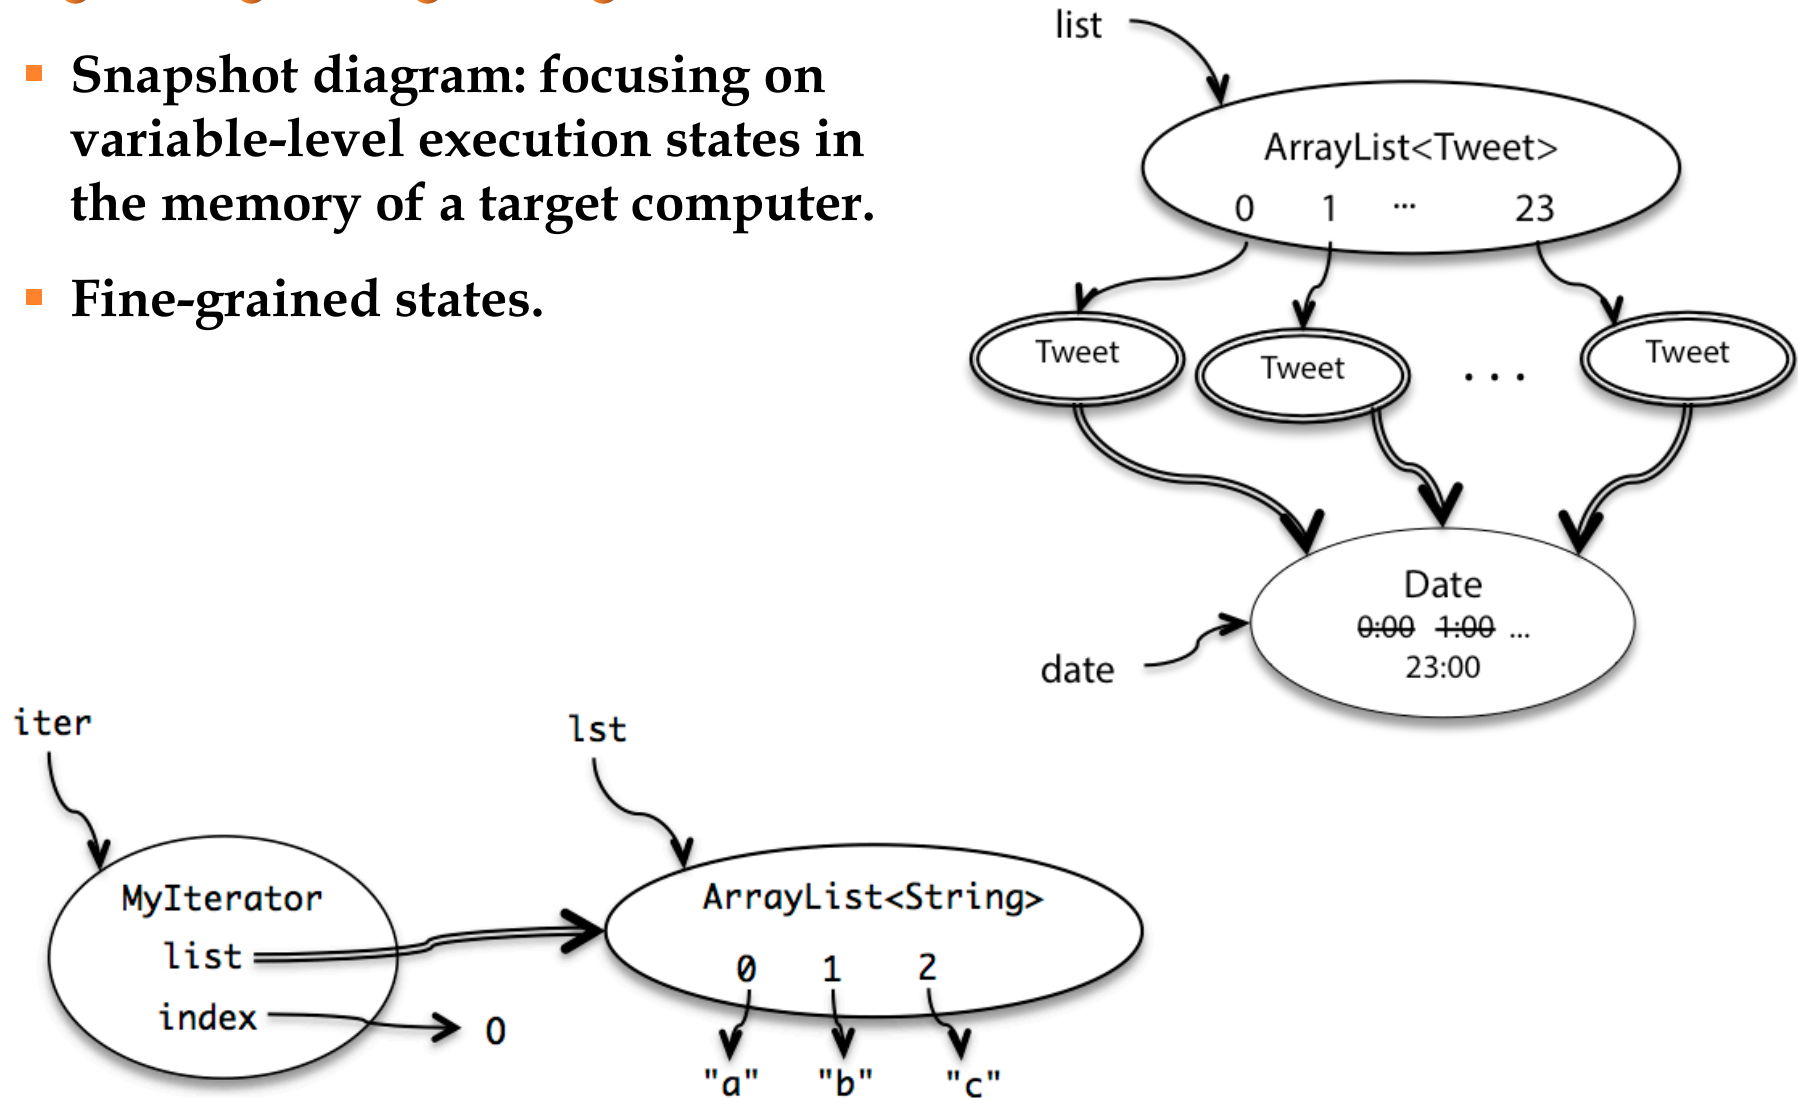 Snapshot diagram: focusing on
variable-level execution states in
the memory of a target computer.
Fine-grained states.
list
ArrayList<Tweet>
0 1 ... 23
Tweet Tweet . . . Tweet
Date
0:00 1:00 ...
23:00
date
iter
lst
MyIterator
list
index
0
ArrayList<String>
0 1 2
"a" "b" "c"